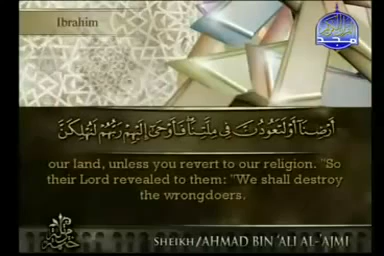 Ibrahim
المجد
أَرْضِنَآ أَوْ لَتَعُودُنَّ فِى مِلَّتِنَا ۖ فَأَوْحَىٰٓ إِلَيْهِمْ رَبُّهُمْ لَنُهْلِكَنَّ
our land, unless you revert to our religion. "So
their Lord revealed to them: "We shall destroy
the wrongdoers.
SHEIKH/AHMAD BIN 'ALI AL-'AJMI